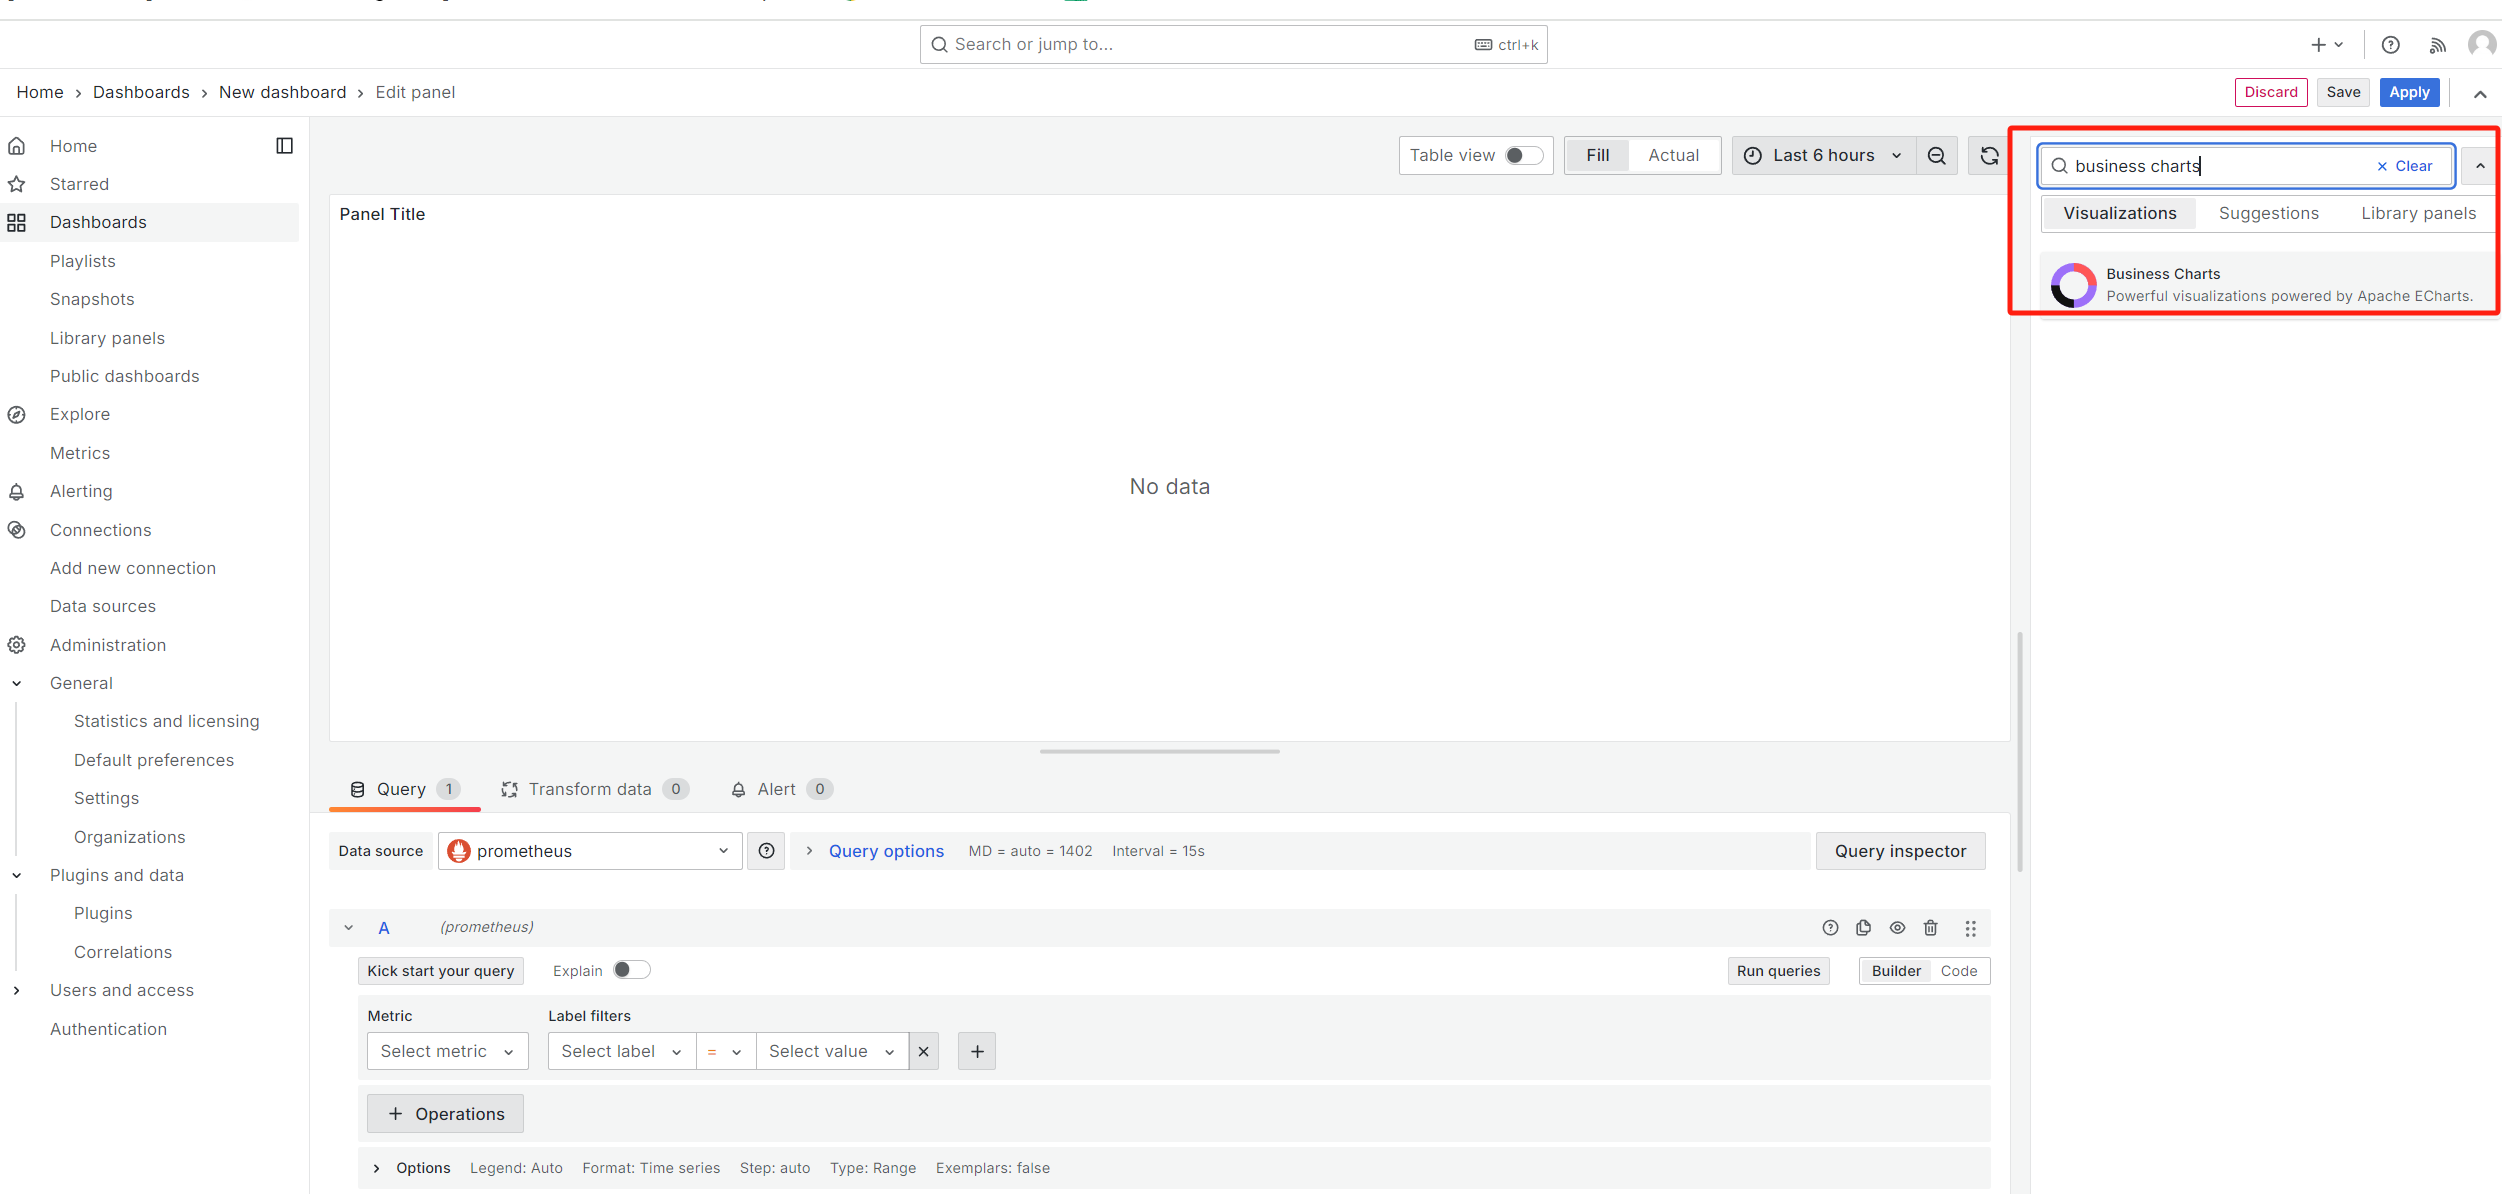 Search or jump to...
ctrl+k
Home › Dashboards › New dashboard › Edit panel
Discard
Save
Apply
Home
Starred
Dashboards
Playlists
Snapshots
Library panels
Public dashboards
Explore
Metrics
Alerting
Connections
Add new connection
Data sources
Administration
General
Statistics and licensing
Default preferences
Settings
Organizations
Plugins and data
Plugins
Correlations
Users and access
Authentication
Table view
Fill
Actual
Last 6 hours
Panel Title
No data
Query 1
Transform data 0
Alert 0
Data source
prometheus
Query options
MD = auto = 1402
Interval = 15s
Query inspector
A
(prometheus)
Kick start your query
Explain
Run queries
Builder
Code
Metric
Label filters
Select metric
Select label
=
Select value
+ Operations
Options
Legend: Auto
Format: Time series
Step: auto
Type: Range
Exemplars: false
business charts
Clear
Visualizations
Suggestions
Library panels
Business Charts
Powerful visualizations powered by Apache ECharts.